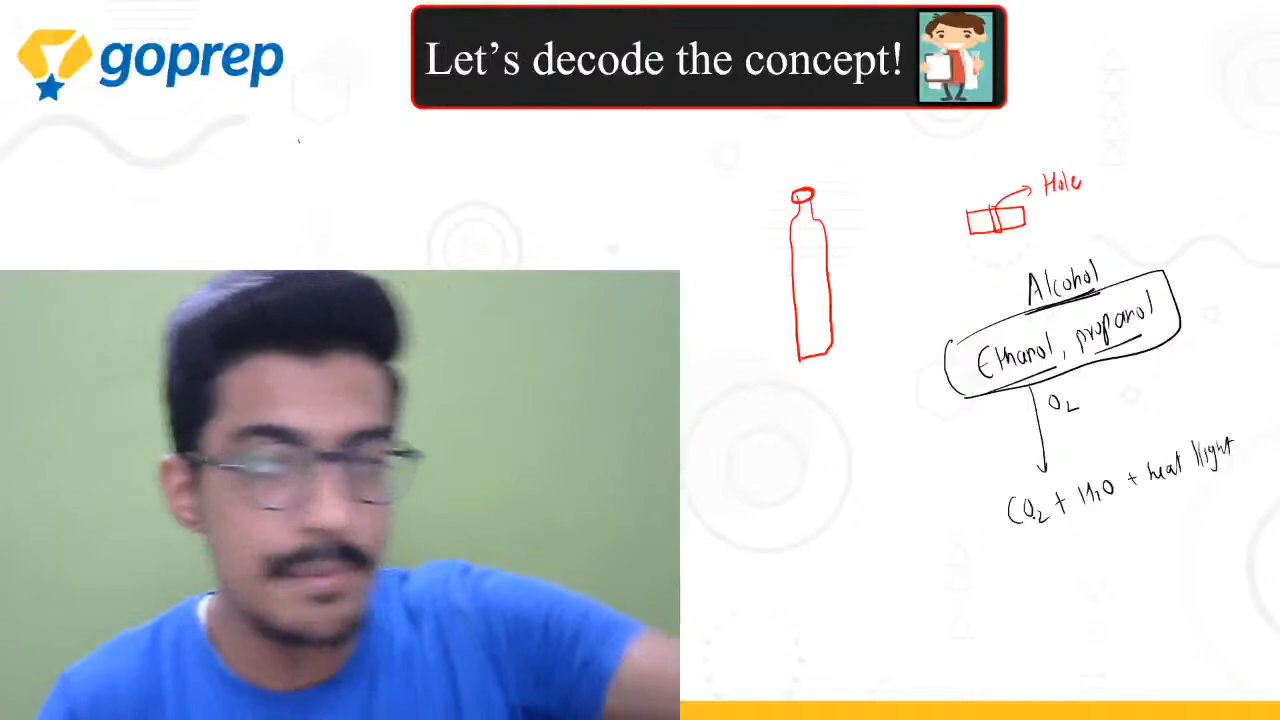 goprep
Let's decode the concept!
Hole
Alcohol
Ethanol, propanol
O2
CO2 + H2O + heat light